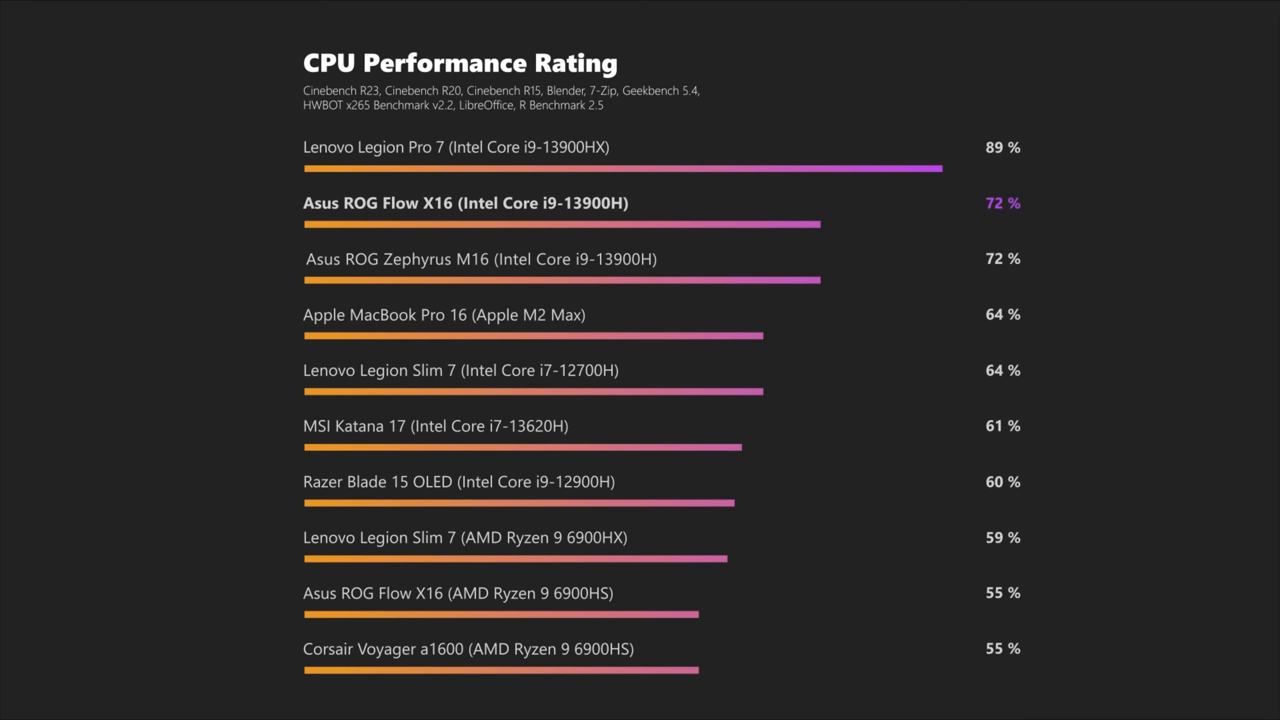 CPU Performance Rating
Cinebench R23, Cinebench R20, Cinebench R15, Blender, 7-Zip, Geekbench 5.4,
HWBOT x265 Benchmark v2.2, LibreOffice, R Benchmark 2.5
Lenovo Legion Pro 7 (Intel Core i9-13900HX) 89 %
Asus ROG Flow X16 (Intel Core i9-13900H) 72 %
Asus ROG Zephyrus M16 (Intel Core i9-13900H) 72 %
Apple MacBook Pro 16 (Apple M2 Max) 64 %
Lenovo Legion Slim 7 (Intel Core i7-12700H) 64 %
MSI Katana 17 (Intel Core i7-13620H) 61 %
Razer Blade 15 OLED (Intel Core i9-12900H) 60 %
Lenovo Legion Slim 7 (AMD Ryzen 9 6900HX) 59 %
Asus ROG Flow X16 (AMD Ryzen 9 6900HS) 55 %
Corsair Voyager a1600 (AMD Ryzen 9 6900HS) 55 %